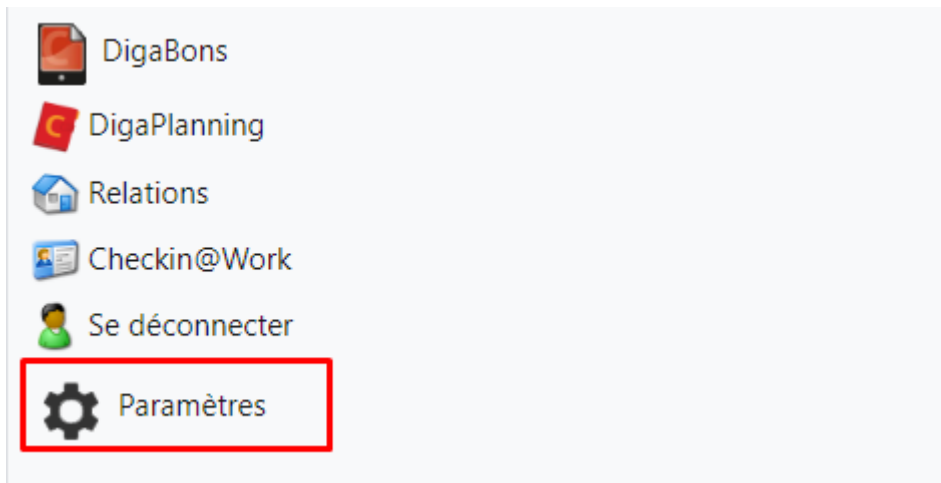 DigaBons
DigaPlanning
Relations
Checkin@Work
Se déconnecter
Paramètres